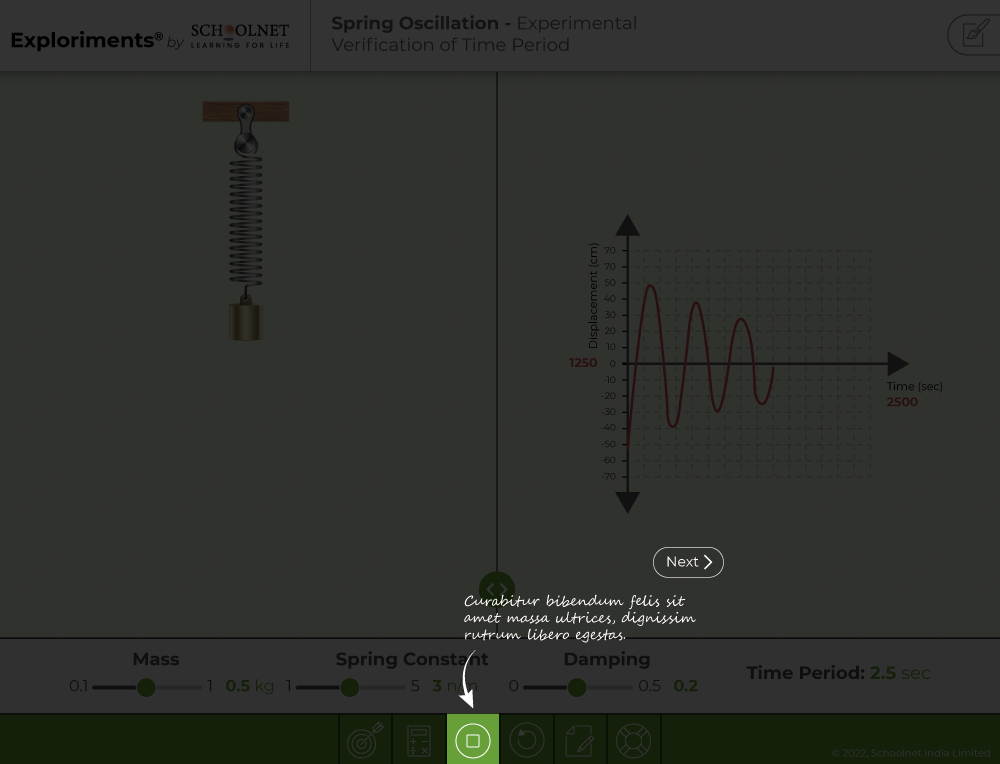 Exploriments® by SCHOOLNET
LEARNING FOR LIFE
Spring Oscillation - Experimental
Verification of Time Period
Displacement (cm)
70
70
50
40
30
20
10
1250 0
-10
-20
-30
-40
-50
-60
-70
Time (sec)
2500
Next
Curabitur bibendum felis sit
amet massa ultrices, dignissim
rutrum libero egestas.
Mass
0.1 1 0.5 kg
Spring Constant
1 5 3 n/m
Damping
0 0.5 0.2
Time Period: 2.5 sec
© 2022, Schoolnet India Limited